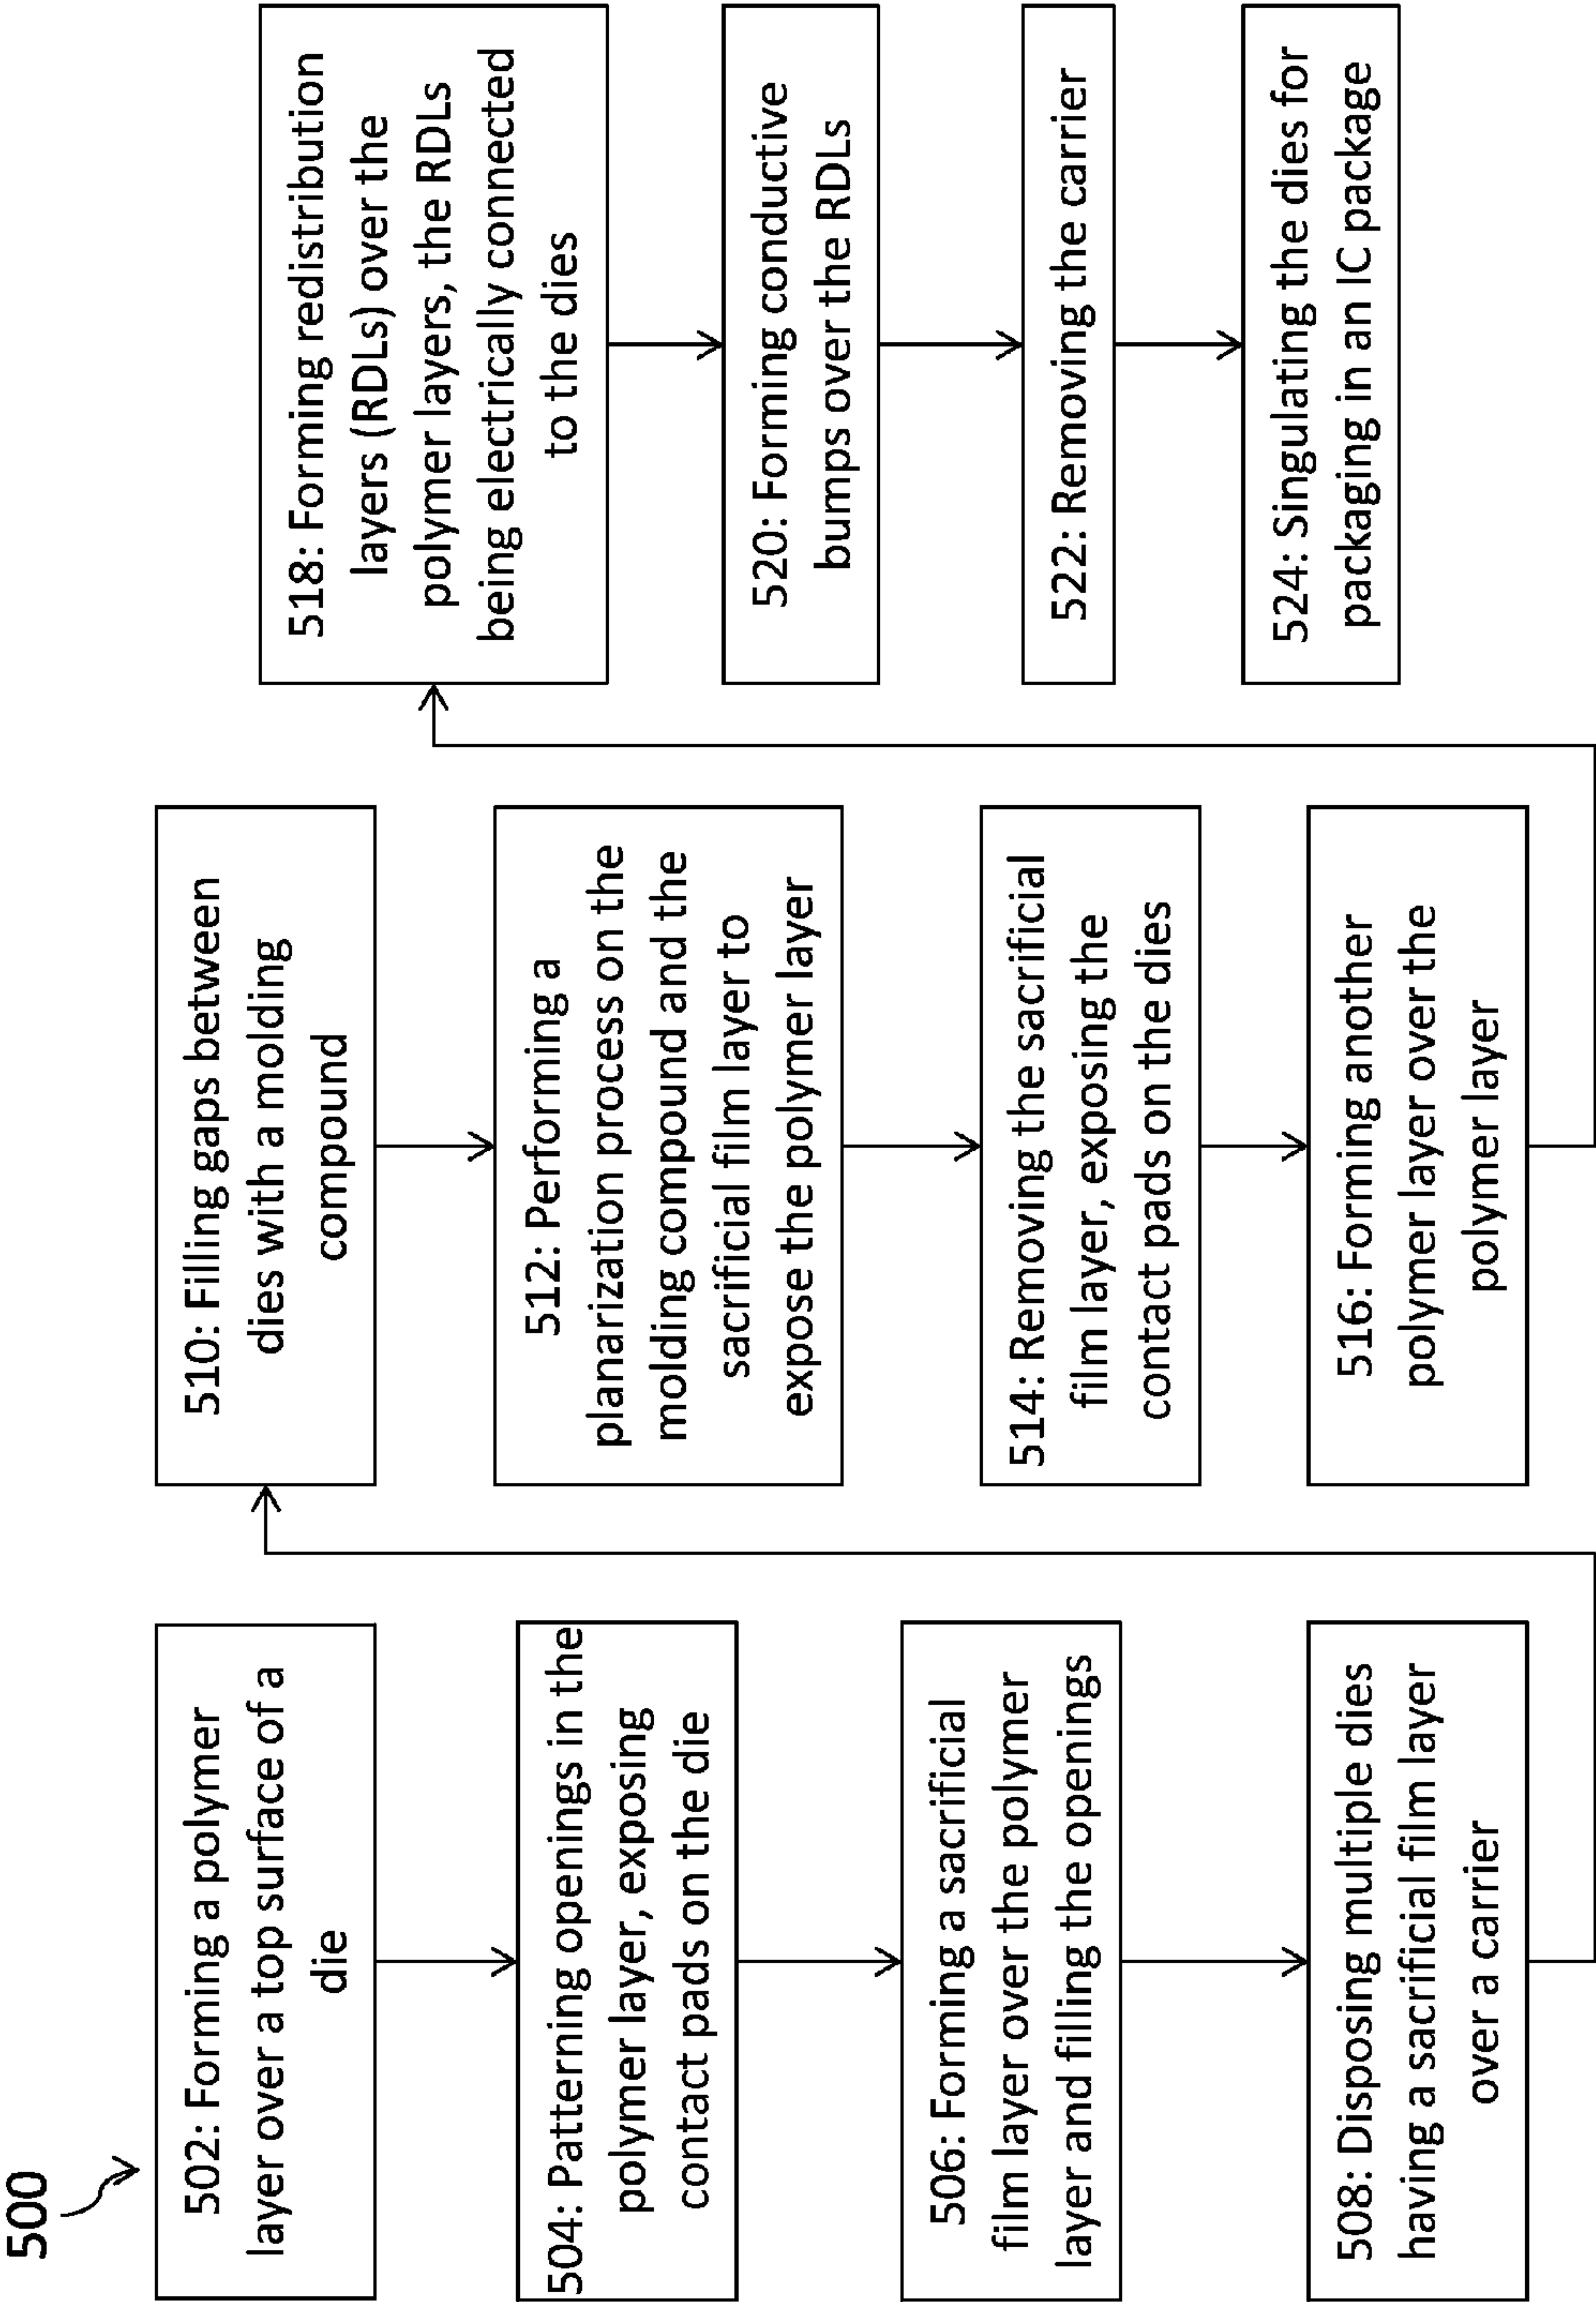 500
502: Forming a polymer
layer over a top surface of a
die
504: Patterning openings in the
polymer layer, exposing
contact pads on the die
506: Forming a sacrificial
film layer over the polymer
layer and filling the openings
508: Disposing multiple dies
having a sacrificial film layer
over a carrier
510: Filling gaps between
dies with a molding
compound
512: Performing a
planarization process on the
molding compound and the
sacrificial film layer to
expose the polymer layer
514: Removing the sacrificial
film layer, exposing the
contact pads on the dies
516: Forming another
polymer layer over the
polymer layer
518: Forming redistribution
layers (RDLs) over the
polymer layers, the RDLs
being electrically connected
to the dies
520: Forming conductive
bumps over the RDLs
522: Removing the carrier
524: Singulating the dies for
packaging in an IC package